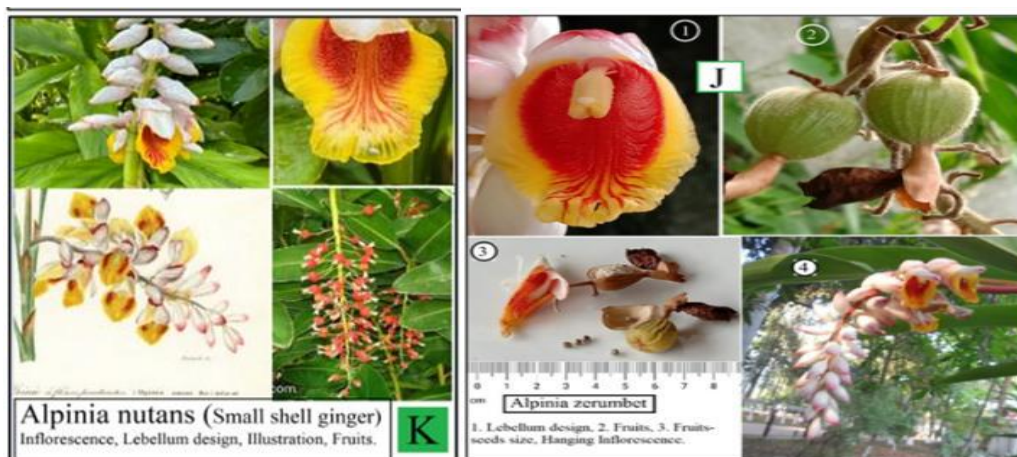 Alpinia nutans (Small shell ginger)
Inflorescence, Lebellum design, Illustration, Fruits.
K
1
J
2
3
4
0 1 2 3 4 5 6 7 8
cm
Alpinia zerumbet
1. Lebellum design, 2. Fruits, 3. Fruits-
seeds size, Hanging Inflorescence.